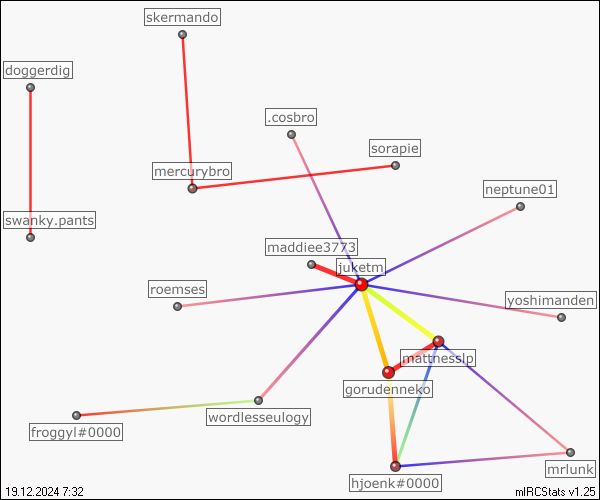 skermando
doggerdig
.cosbro
sorapie
mercurybro
neptune01
swanky.pants
maddiee3773
juketm
roemses
yoshimanden
mattnesslp
gorudenneko
wordlesseulogy
froggyl#0000
mrlunk
hjoenk#0000
19.12.2024 7:32
mIRCStats v1.25